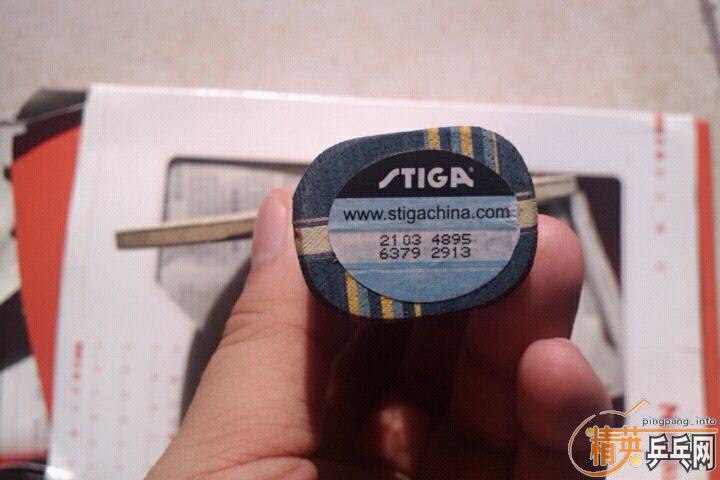 STIGA
www.stigachina.com
2103 4895
6379 2913
pingpang.info
精英乒乓网